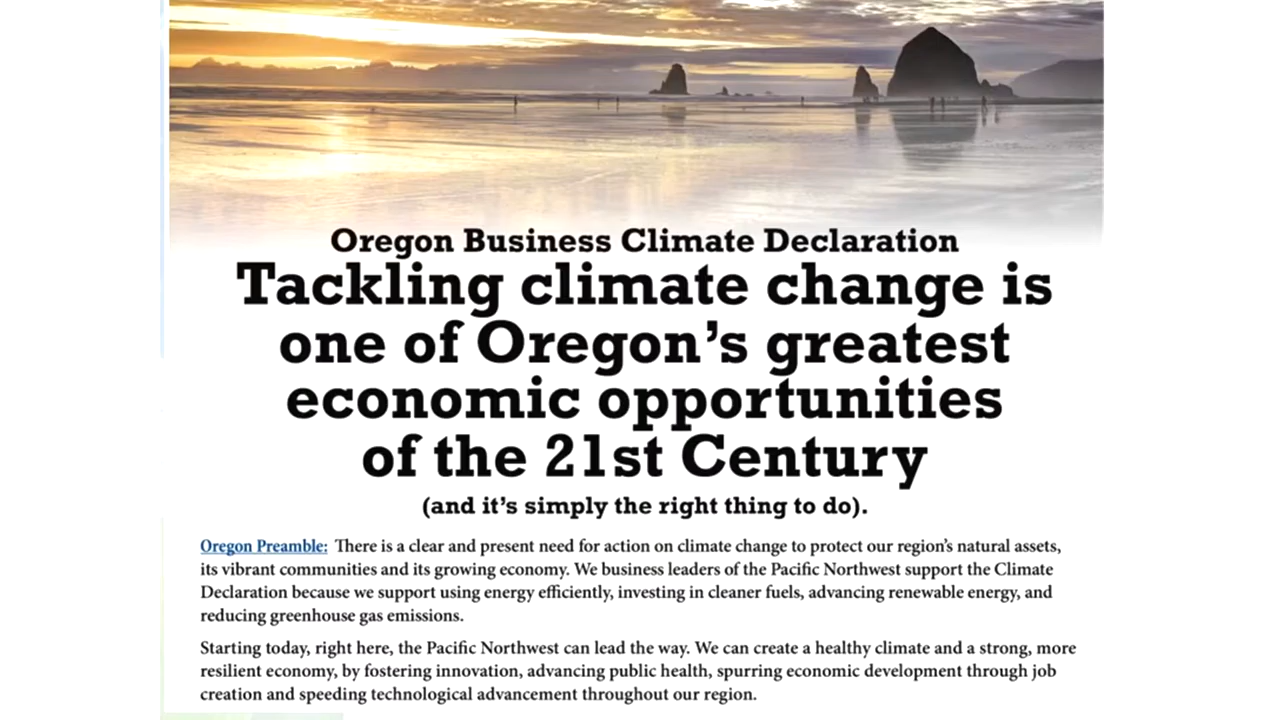 Oregon Business Climate Declaration
Tackling climate change is
one of Oregon’s greatest
economic opportunities
of the 21st Century
(and it’s simply the right thing to do).
Oregon Preamble: There is a clear and present need for action on climate change to protect our region’s natural assets,
its vibrant communities and its growing economy. We business leaders of the Pacific Northwest support the Climate
Declaration because we support using energy efficiently, investing in cleaner fuels, advancing renewable energy, and
reducing greenhouse gas emissions.
Starting today, right here, the Pacific Northwest can lead the way. We can create a healthy climate and a strong, more
resilient economy, by fostering innovation, advancing public health, spurring economic development through job
creation and speeding technological advancement throughout our region.